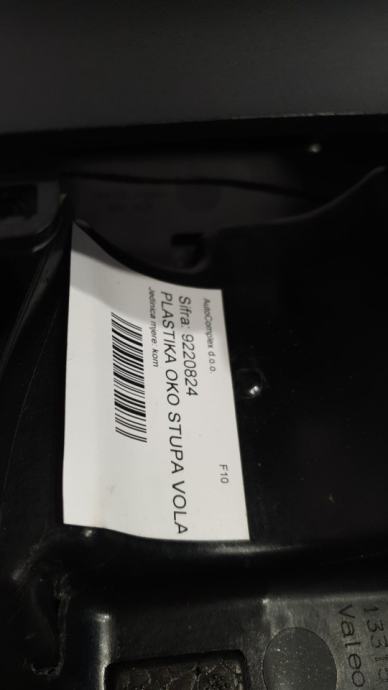 AutoComplex d.o.o.
F10
Šifra: 9220824
PLASTIKA OKO STUPA VOLA
Jedinica mjere: kom
Valeo